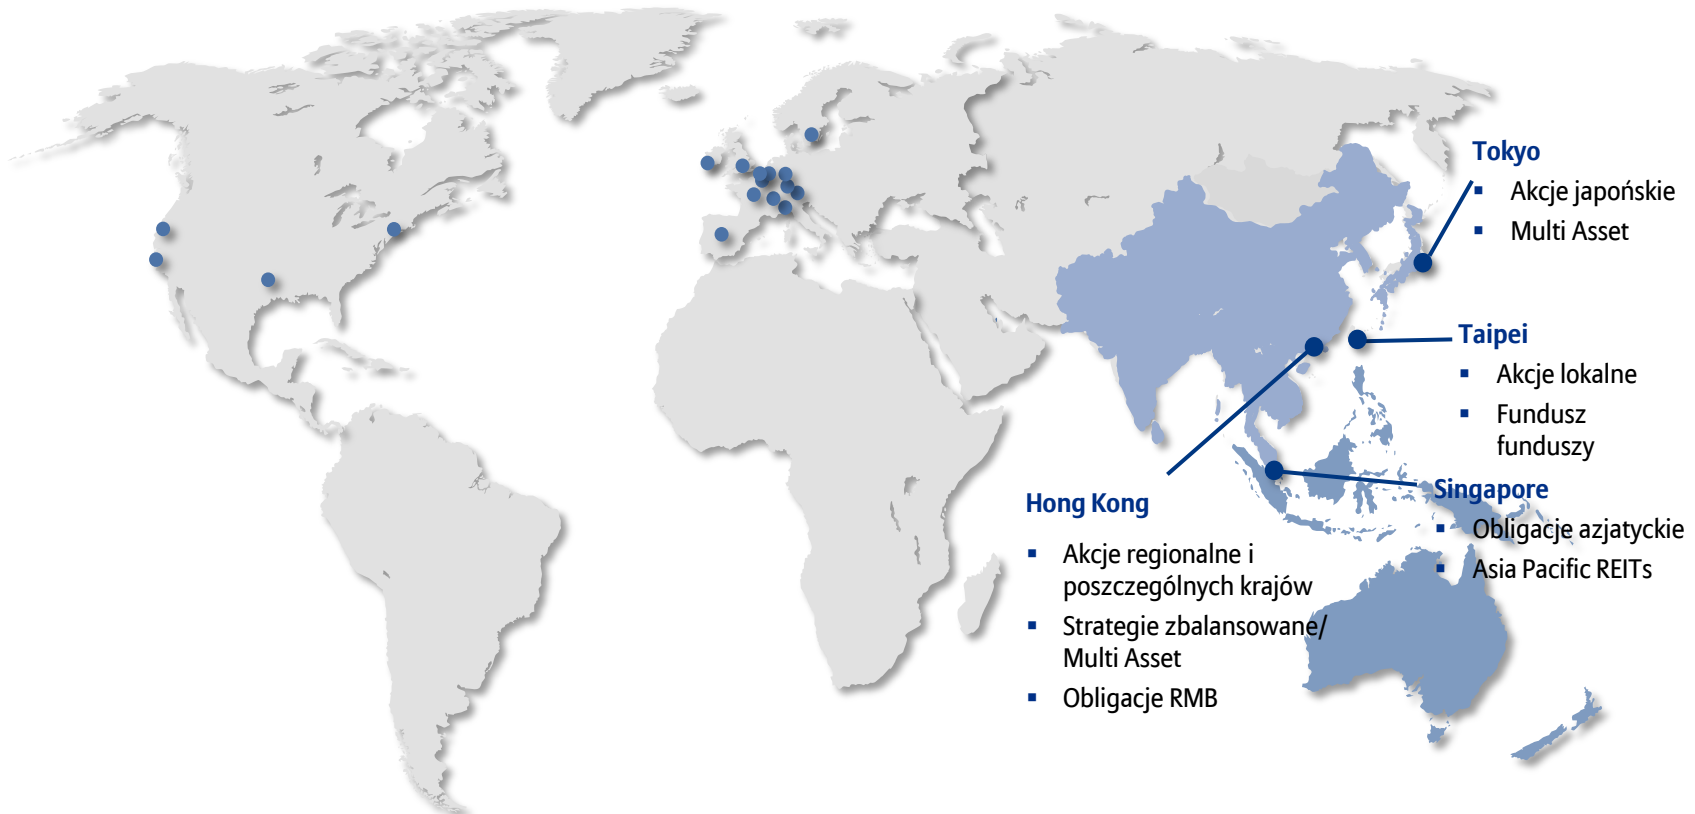 Tokyo
▪ Akcje japońskie
▪ Multi Asset
Taipei
▪ Akcje lokalne
▪ Fundusz
funduszy
Singapore
▪ Obligacje azjatyckie
▪ Asia Pacific REITs
Hong Kong
▪ Akcje regionalne i
poszczególnych krajów
▪ Strategie zbalansowane/
Multi Asset
▪ Obligacje RMB